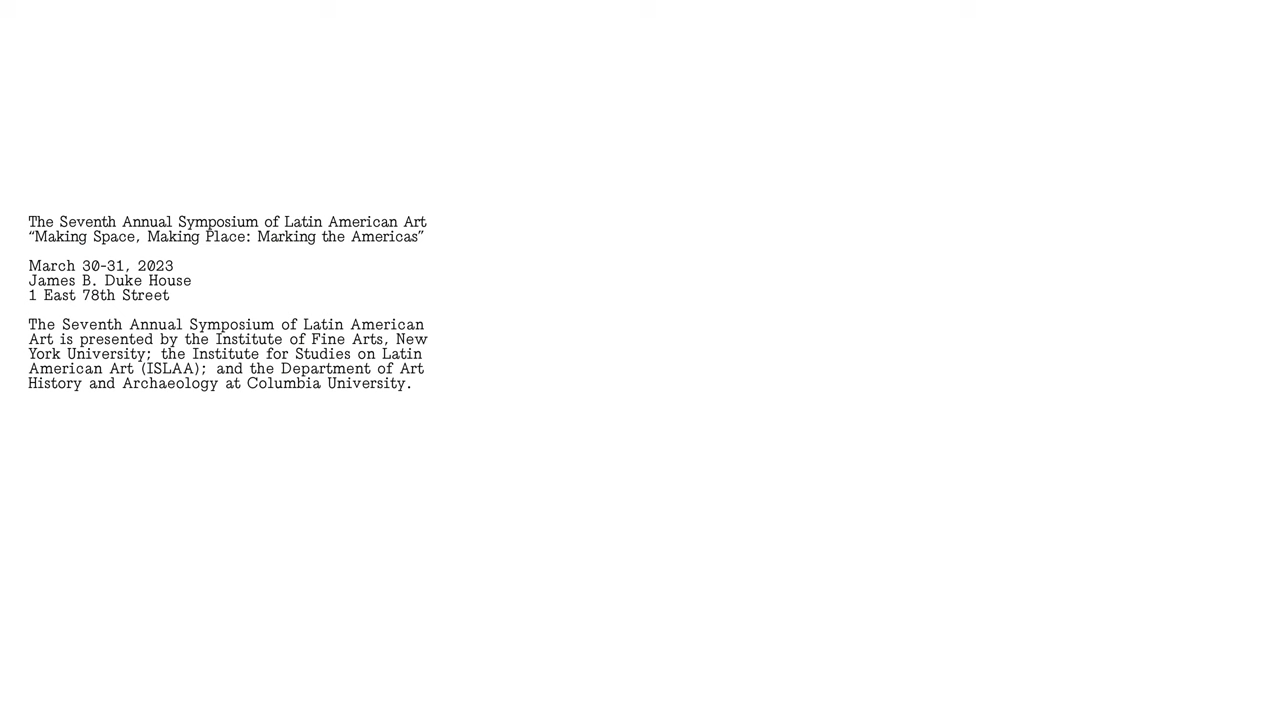 The Seventh Annual Symposium of Latin American Art
“Making Space, Making Place: Marking the Americas”
March 30-31, 2023
James B. Duke House
1 East 78th Street
The Seventh Annual Symposium of Latin American
Art is presented by the Institute of Fine Arts, New
York University; the Institute for Studies on Latin
American Art (ISLAA); and the Department of Art
History and Archaeology at Columbia University.